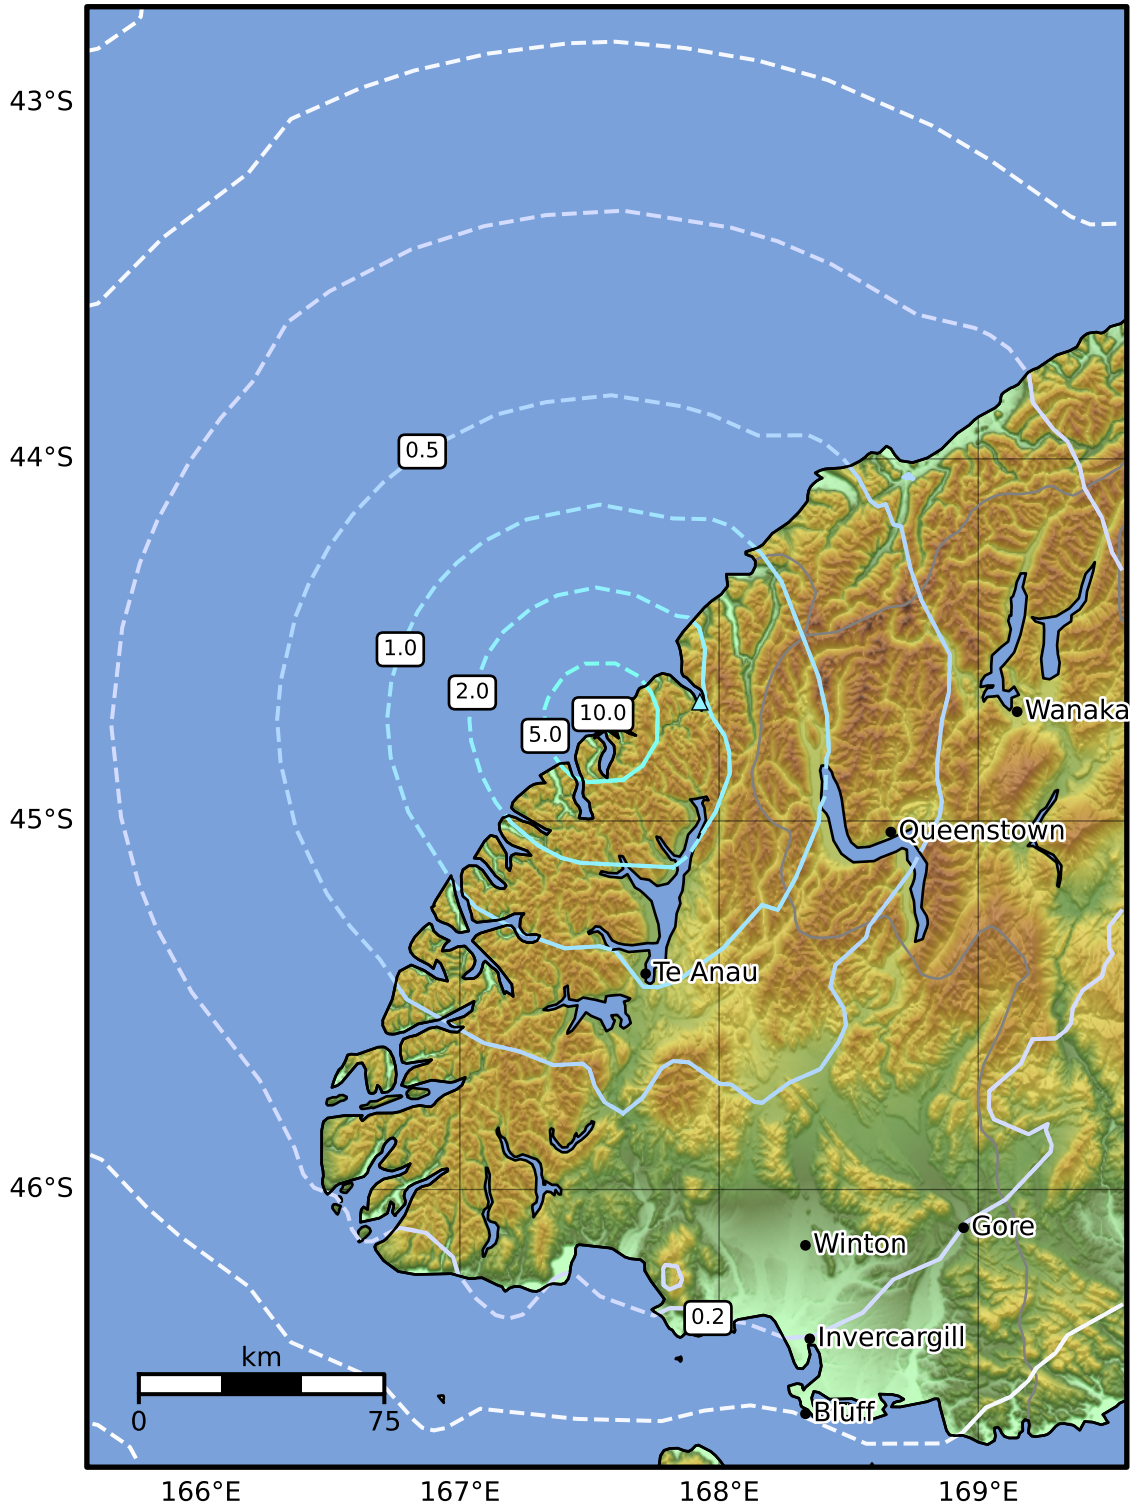 43°S
44°S
0.5
1.0
2.0
10.0
5.0
Wanaka
45°S
Queenstown
Te Anau
46°S
Gore
Winton
0.2
Invercargill
km
0 75
Bluff
166°E 167°E 168°E 169°E